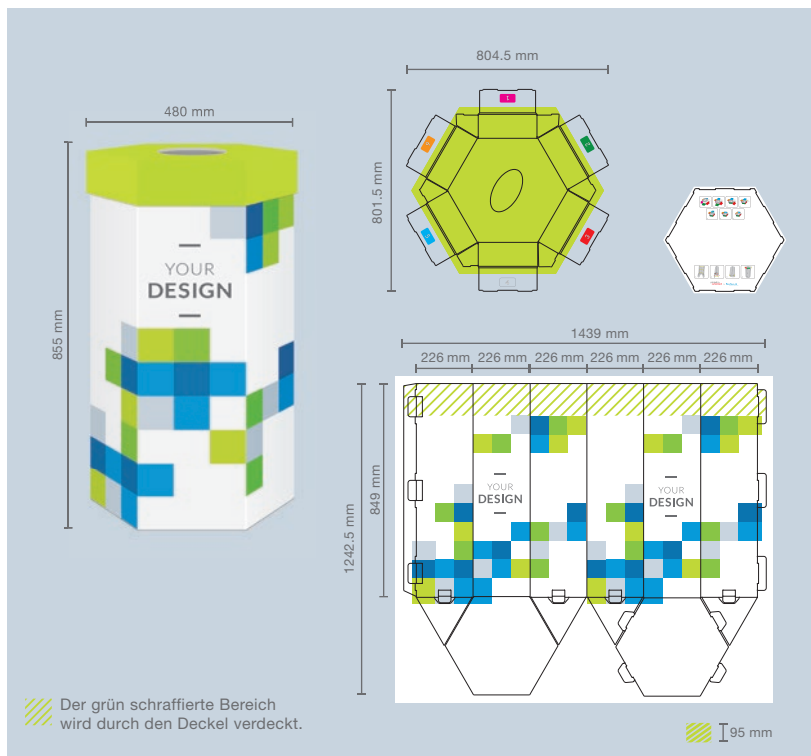 480 mm
855 mm
YOUR
DESIGN
804.5 mm
801.5 mm
1
1439 mm
226 mm 226 mm 226 mm 226 mm 226 mm 226 mm
849 mm
1242.5 mm
YOUR
DESIGN
YOUR
DESIGN
Der grün schraffierte Bereich
wird durch den Deckel verdeckt.
95 mm